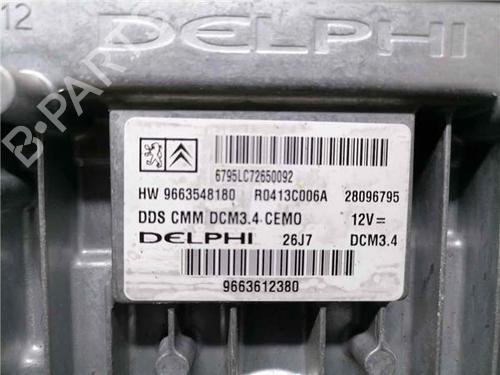 12
DELPHI
6795LC72650092
HW 9663548180 R0413C006A 28096795
DDS CMM DCM3.4 CEMO 12V=
DELPHI 26J7 DCM3.4
9663612380
B-PARTS